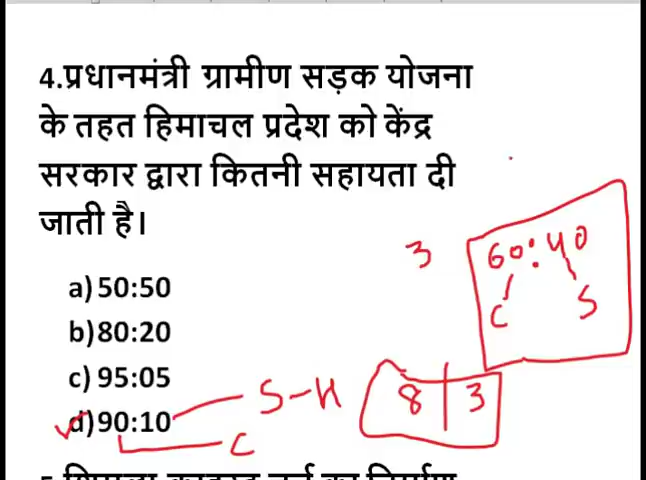 4.प्रधानमंत्री ग्रामीण सड़क योजना
के तहत हिमाचल प्रदेश को केंद्र
सरकार द्वारा कितनी सहायता दी
जाती है।
3
60:40
C S
a)50:50
b)80:20
c) 95:05
S-H
8 3
d)90:10
C